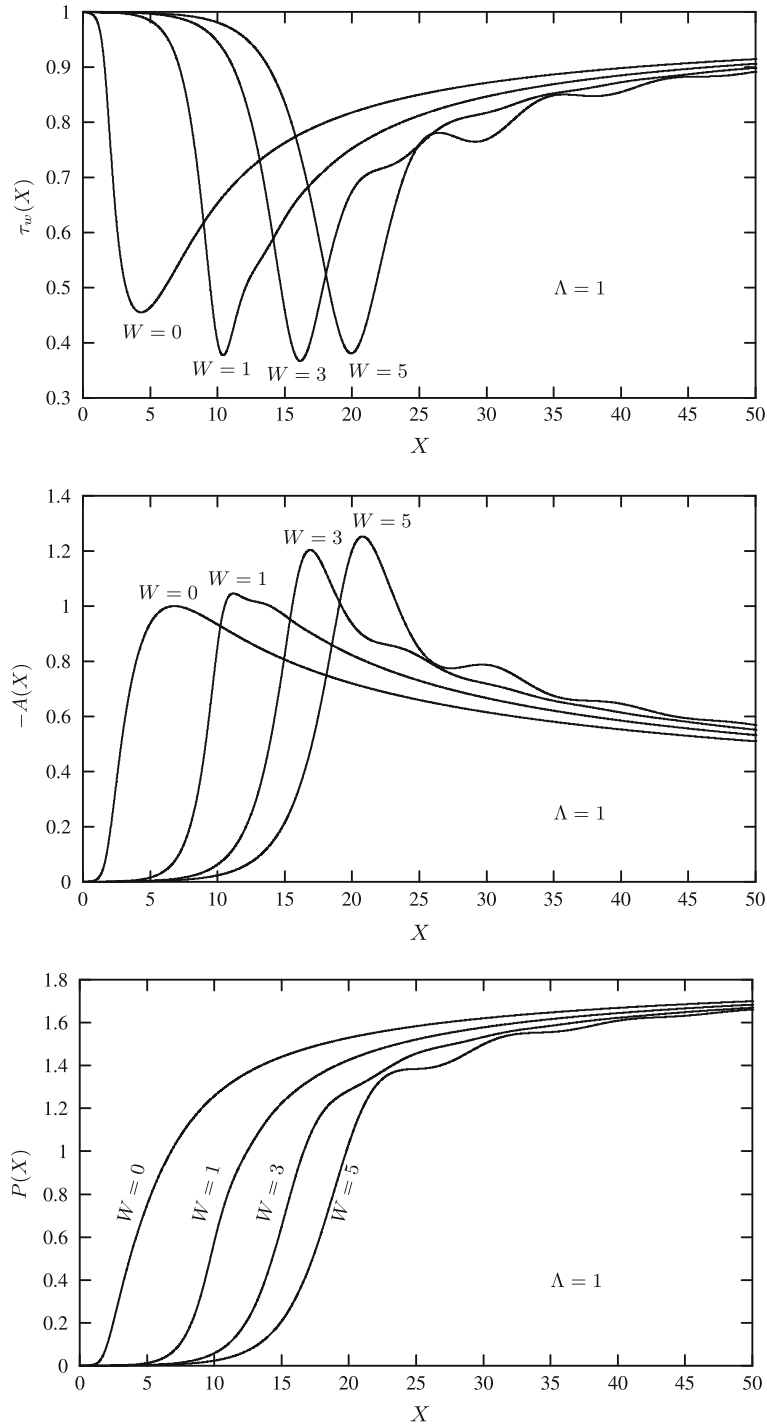 1
0.9
0.8
0.7
0.6
0.5
0.4
0.3
τw(X)
W = 0
W = 1
W = 3
W = 5
Λ = 1
0 5 10 15 20 25 30 35 40 45 50
X
1.4
1.2
1
0.8
0.6
0.4
0.2
0
−A(X)
W = 0
W = 1
W = 3
W = 5
Λ = 1
0 5 10 15 20 25 30 35 40 45 50
X
1.8
1.6
1.4
1.2
1
0.8
0.6
0.4
0.2
0
P(X)
W = 0
W = 1
W = 3
W = 5
Λ = 1
0 5 10 15 20 25 30 35 40 45 50
X